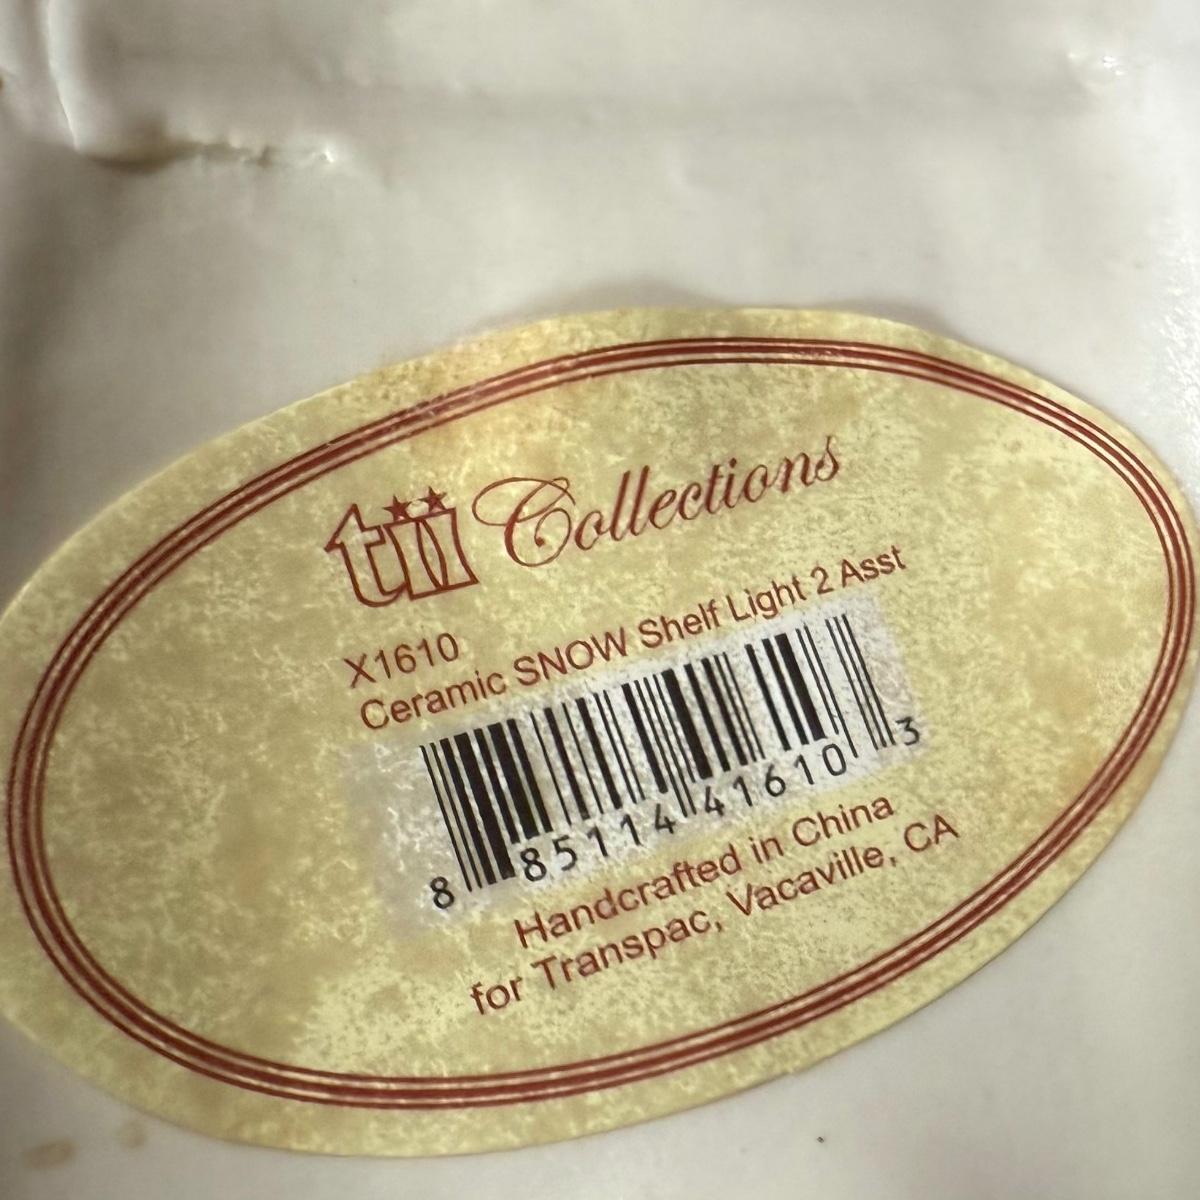 tii Collections
X1610
Ceramic SNOW Shelf Light 2 Asst
8 85114 41610 3
Handcrafted in China
for Transpac, Vacaville, CA